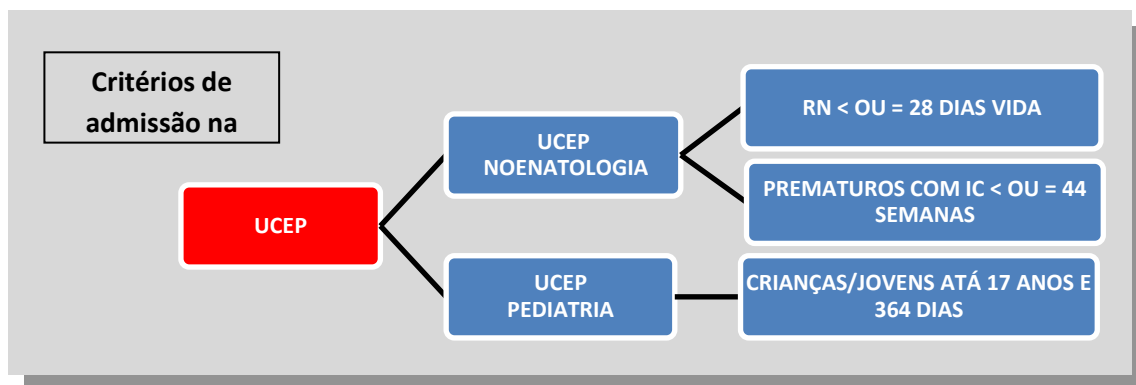 Critérios de
admissão na
UCEP
UCEP
NOENATOLOGIA
RN < OU = 28 DIAS VIDA
PREMATUROS COM IC < OU = 44
SEMANAS
UCEP
PEDIATRIA
CRIANÇAS/JOVENS ATÁ 17 ANOS E
364 DIAS